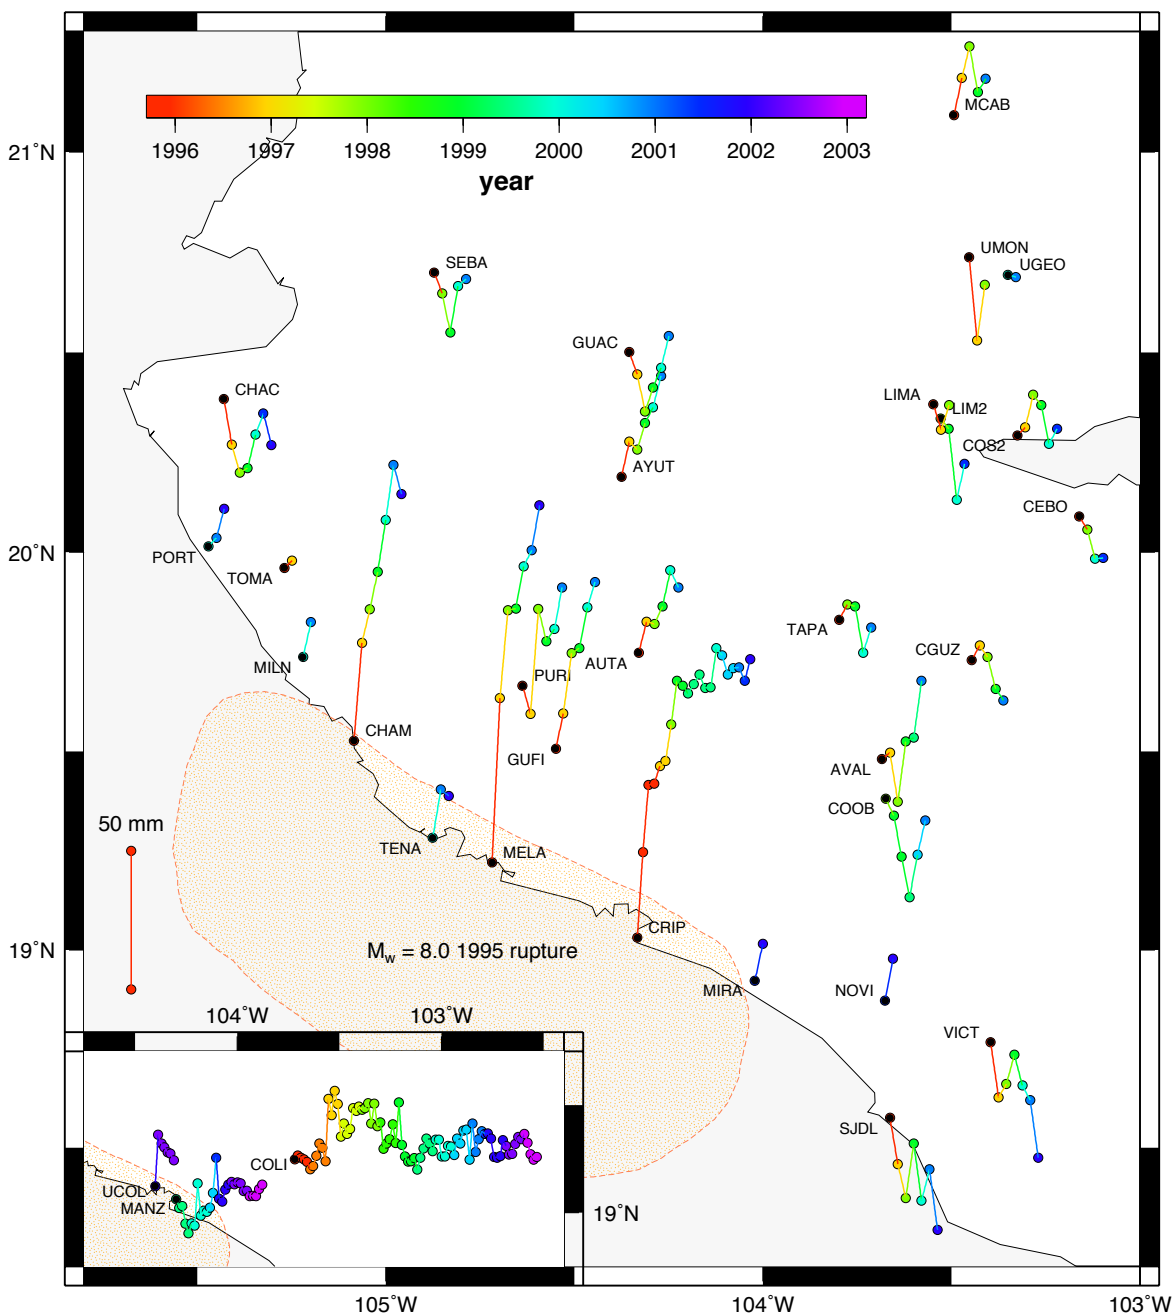 MCAB
1996 1997 1998 1999 2000 2001 2002 2003
21°N
year
UMON
SEBA
UGEO
GUAC
CHAC
LIMA
LIM2
COS2
AYUT
CEBO
20°N
PORT
TOMA
TAPA
CGUZ
AUTA
MILN
PURI
CHAM
GUFI
AVAL
COOB
50 mm
TENA
MELA
CRIP
19°N
Mw = 8.0 1995 rupture
MIRA
NOVI
104°W 103°W
VICT
SJDL
COLI
UCOL
MANZ
19°N
105°W 104°W 103°W